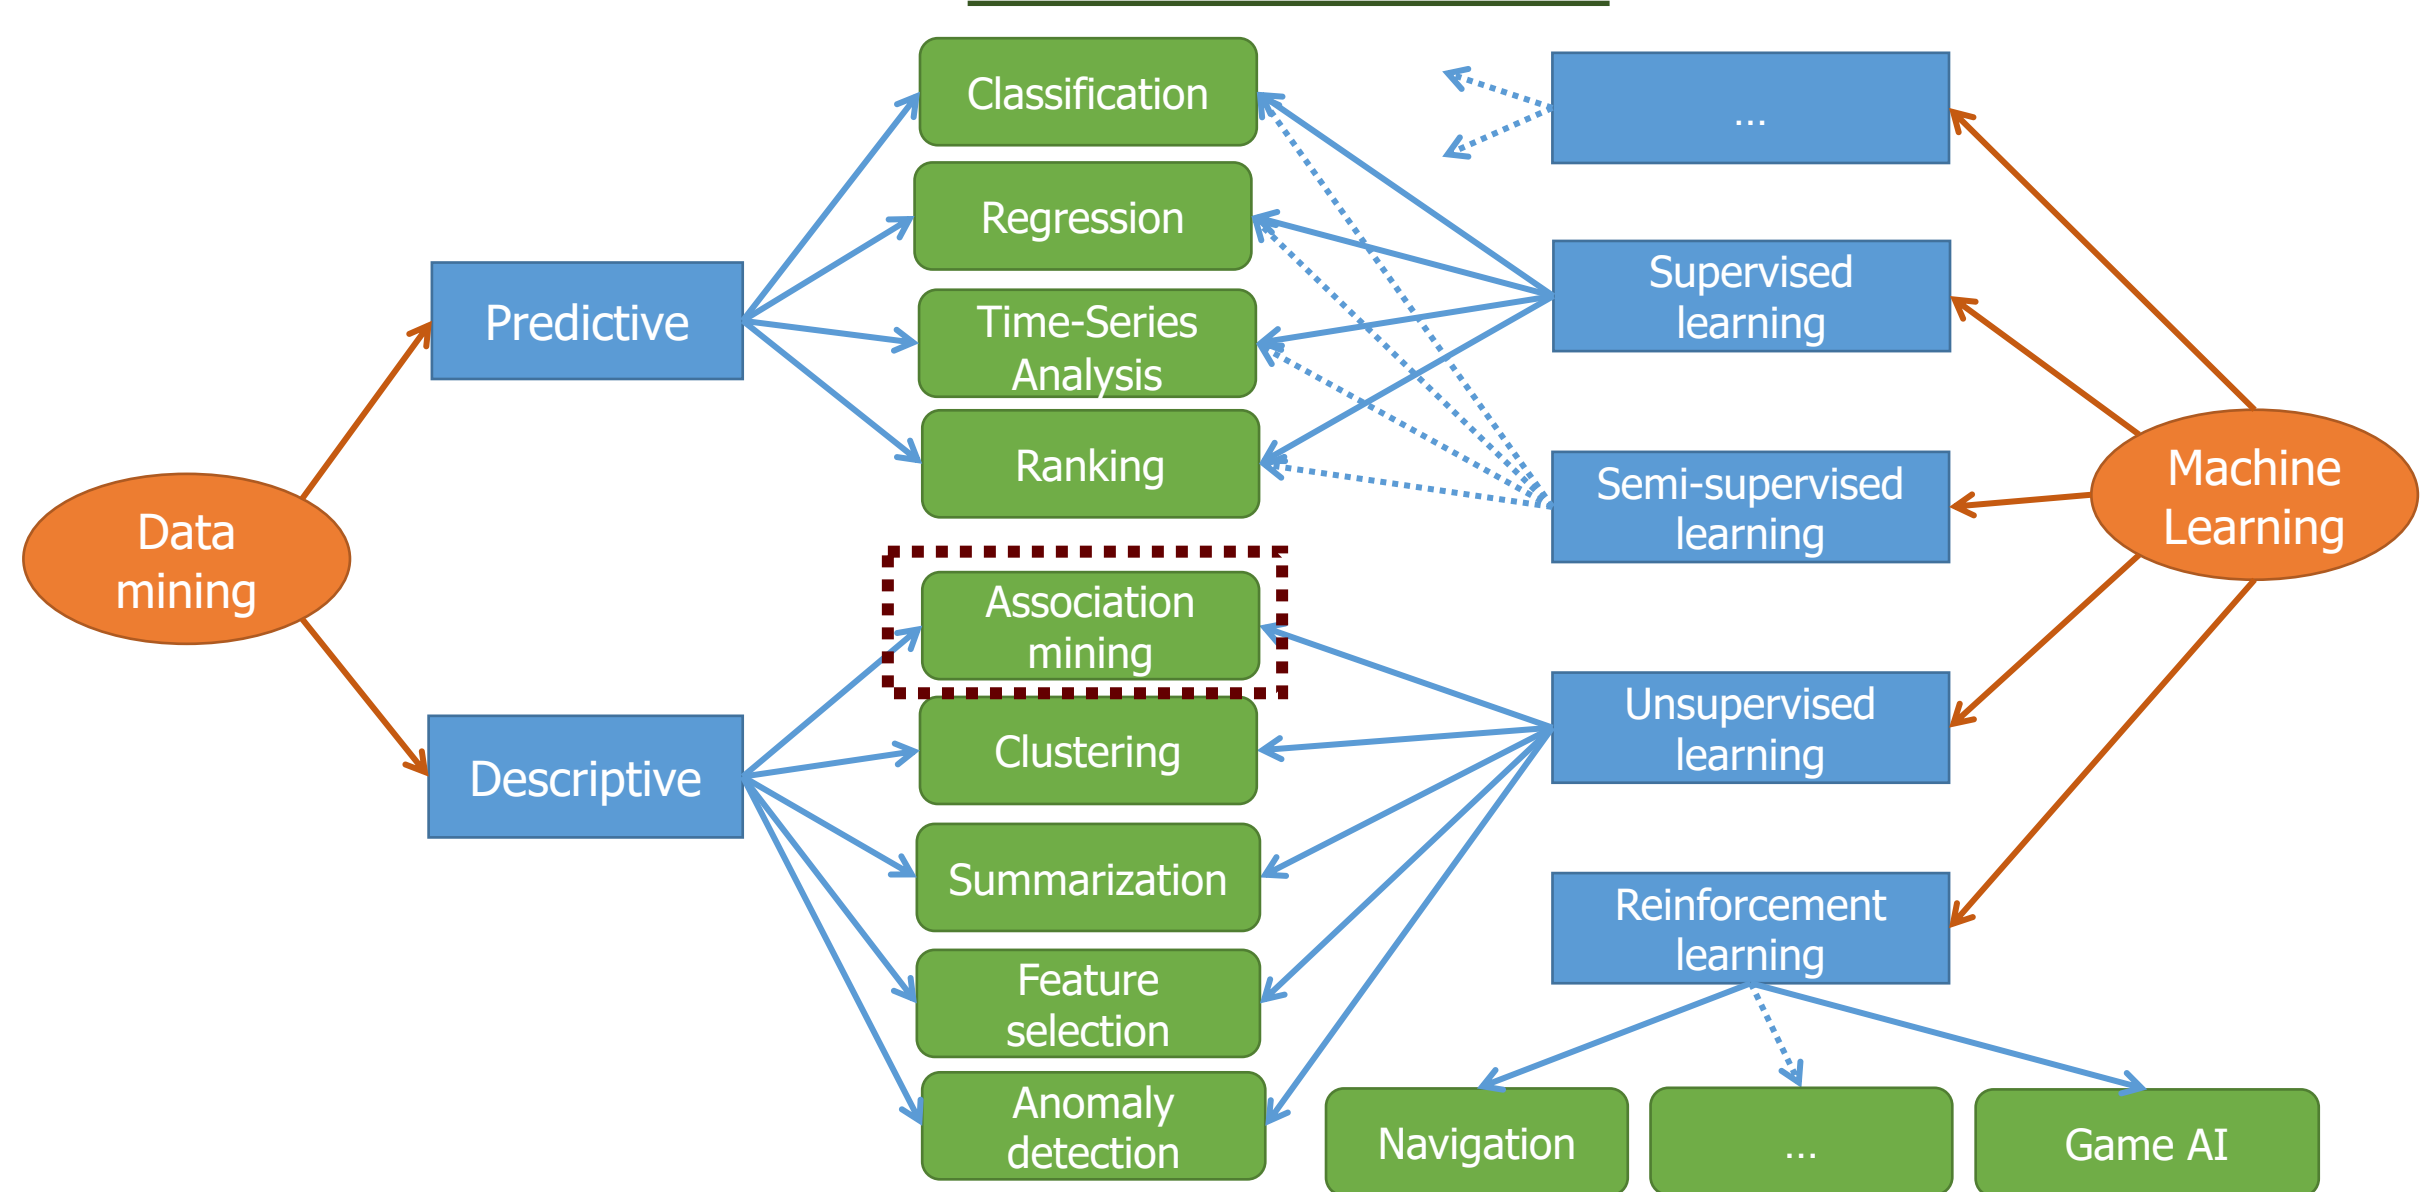 Classification
...
Regression
Supervised
learning
Predictive
Time-Series
Analysis
Ranking
Semi-supervised
learning
Machine
Learning
Data
mining
Association
mining
Unsupervised
learning
Clustering
Descriptive
Summarization
Reinforcement
learning
Feature
selection
Anomaly
detection
Navigation
...
Game AI